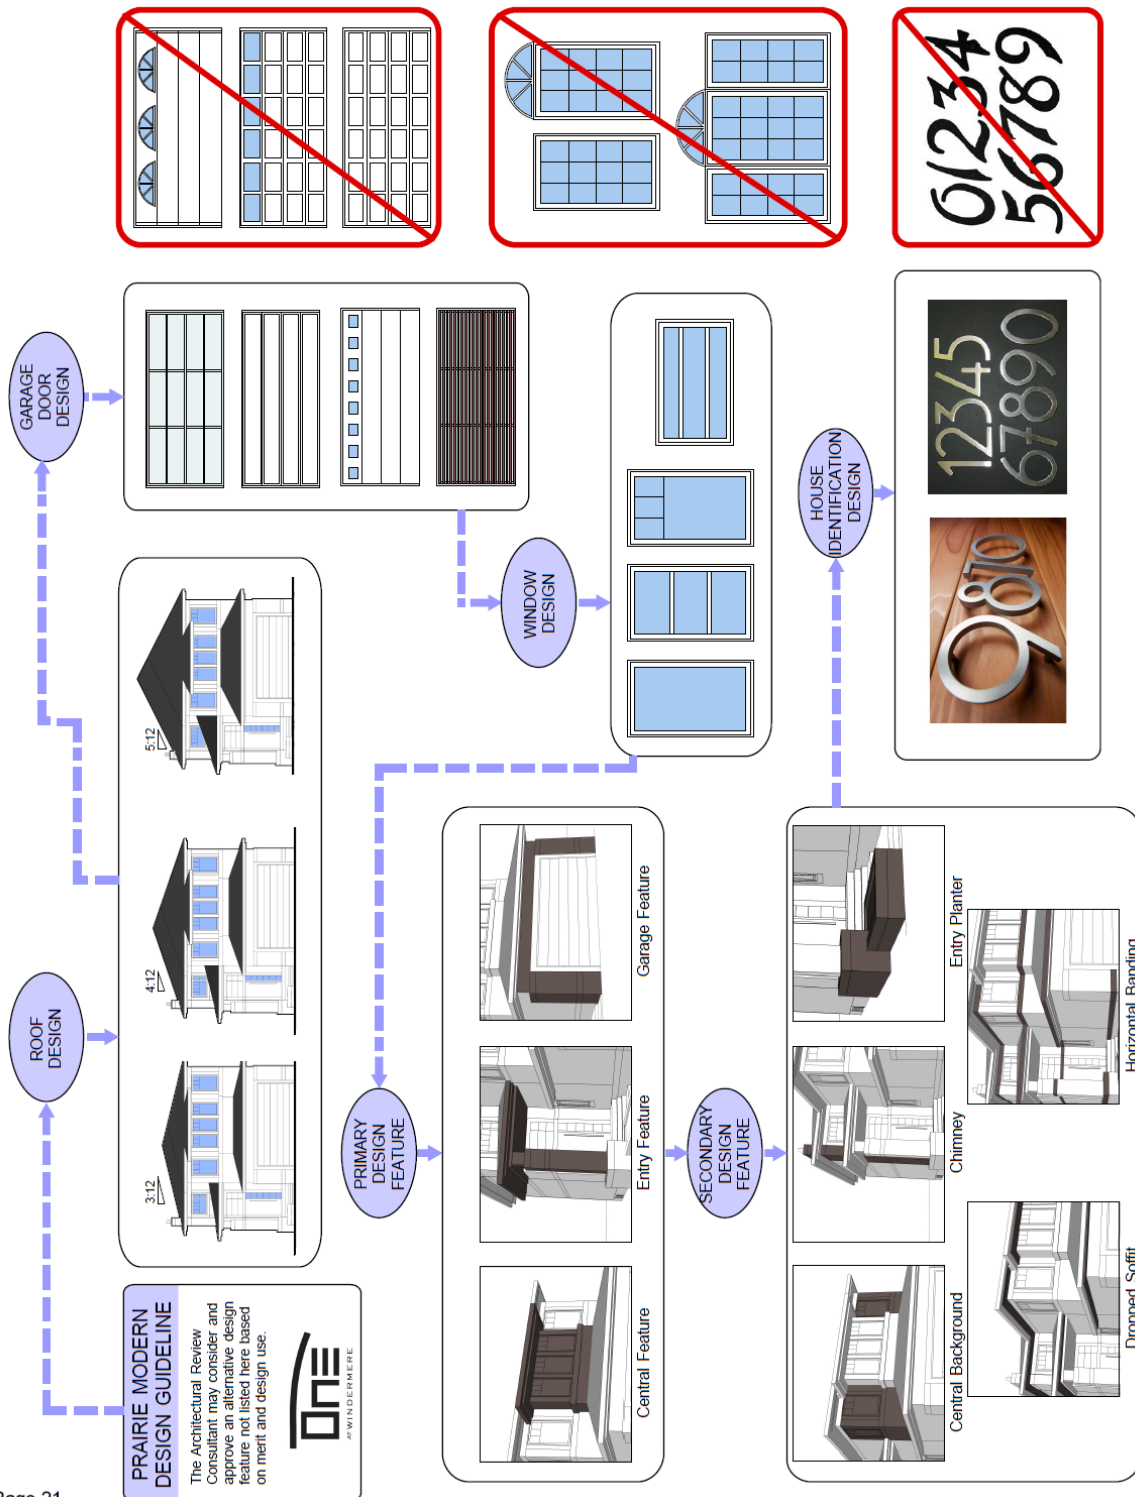 PRAIRIE MODERN
DESIGN GUIDELINE
The Architectural Review
Consultant may consider and
approve an alternative design
feature not listed here based
on merit and design use.
ONE
AT WINDERMERE
ROOF
DESIGN
3:12
4:12
5:12
GARAGE
DOOR
DESIGN
WINDOW
DESIGN
PRIMARY
DESIGN
FEATURE
Central Feature
Entry Feature
Garage Feature
SECONDARY
DESIGN
FEATURE
Central Background
Chimney
Entry Planter
Dropped Soffit
Horizontal Banding
HOUSE
IDENTIFICATION
DESIGN
9810
12345
67890
01234
56789
Page 21